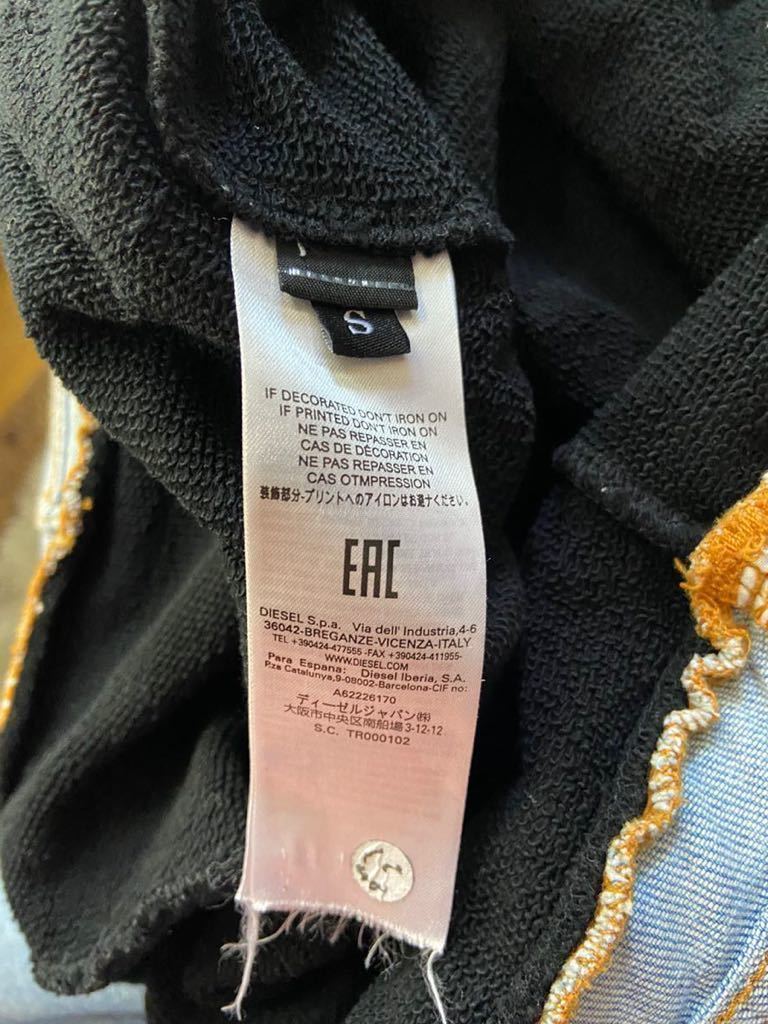 S
IF DECORATED DON'T IRON ON
IF PRINTED DON'T IRON ON
NE PAS REPASSER EN
CAS DE DÉCORATION
NE PAS REPASSER EN
CAS OTMPRESSION
装飾部分・プリントへのアイロンはお避けください。
EAC
DIESEL S.p.a. Via dell' Industria,4-6
36042-BREGANZE-VICENZA-ITALY
TEL +390424-477555 -FAX +390424-411955-
WWW.DIESEL.COM
Para Espana: Diesel Iberia, S.A.
P.za Catalunya,9-08002-Barcelona-CIF no:
A62226170
ディーゼルジャパン㈱
大阪市中央区南船場3-12-12
S.C. TR000102